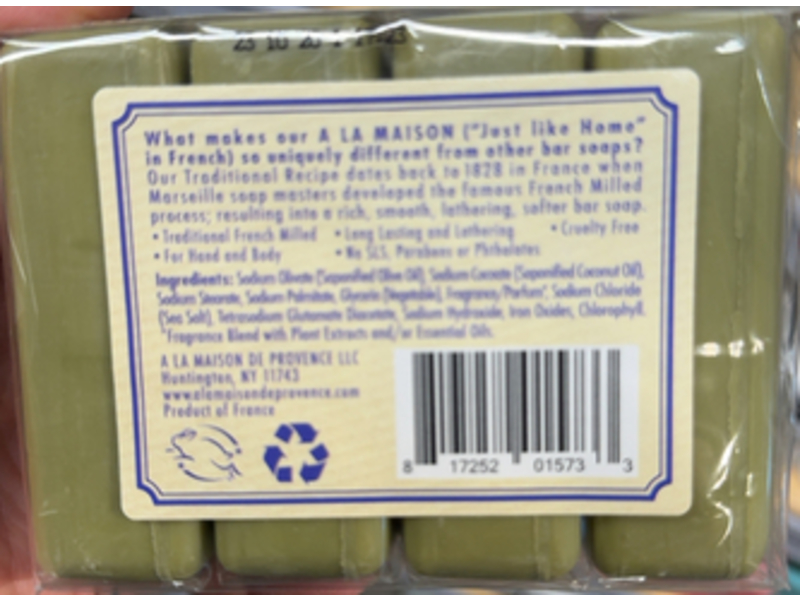 What makes our A LA MAISON ("Just like Home"
in French) so uniquely different from other bar soaps?
Our Traditional Recipe dates back to 1828 in France when
Marseille soap masters developed the famous French Milled
process; resulting into a rich, smooth, lathering, softer bar soap.
• Traditional French Milled • Long Lasting and Lathering • Cruelty Free
• For Hand and Body • No SLS, Parabens or Phthalates
Ingredients: Sodium Olivate (Saponified Olive Oil), Sodium Cocoate (Saponified Coconut Oil),
Sodium Stearate, Sodium Palmitate, Glycerin (Vegetable), Fragrance/Parfum*, Sodium Chloride
(Sea Salt), Tetrasodium Glutamate Diacetate, Sodium Hydroxide, Iron Oxides, Chlorophyll.
*Fragrance Blend with Plant Extracts and/or Essential Oils.
A LA MAISON DE PROVENCE LLC
Huntington, NY 11743
www.alamaisondeprovence.com
Product of France
8 17252 01573 3